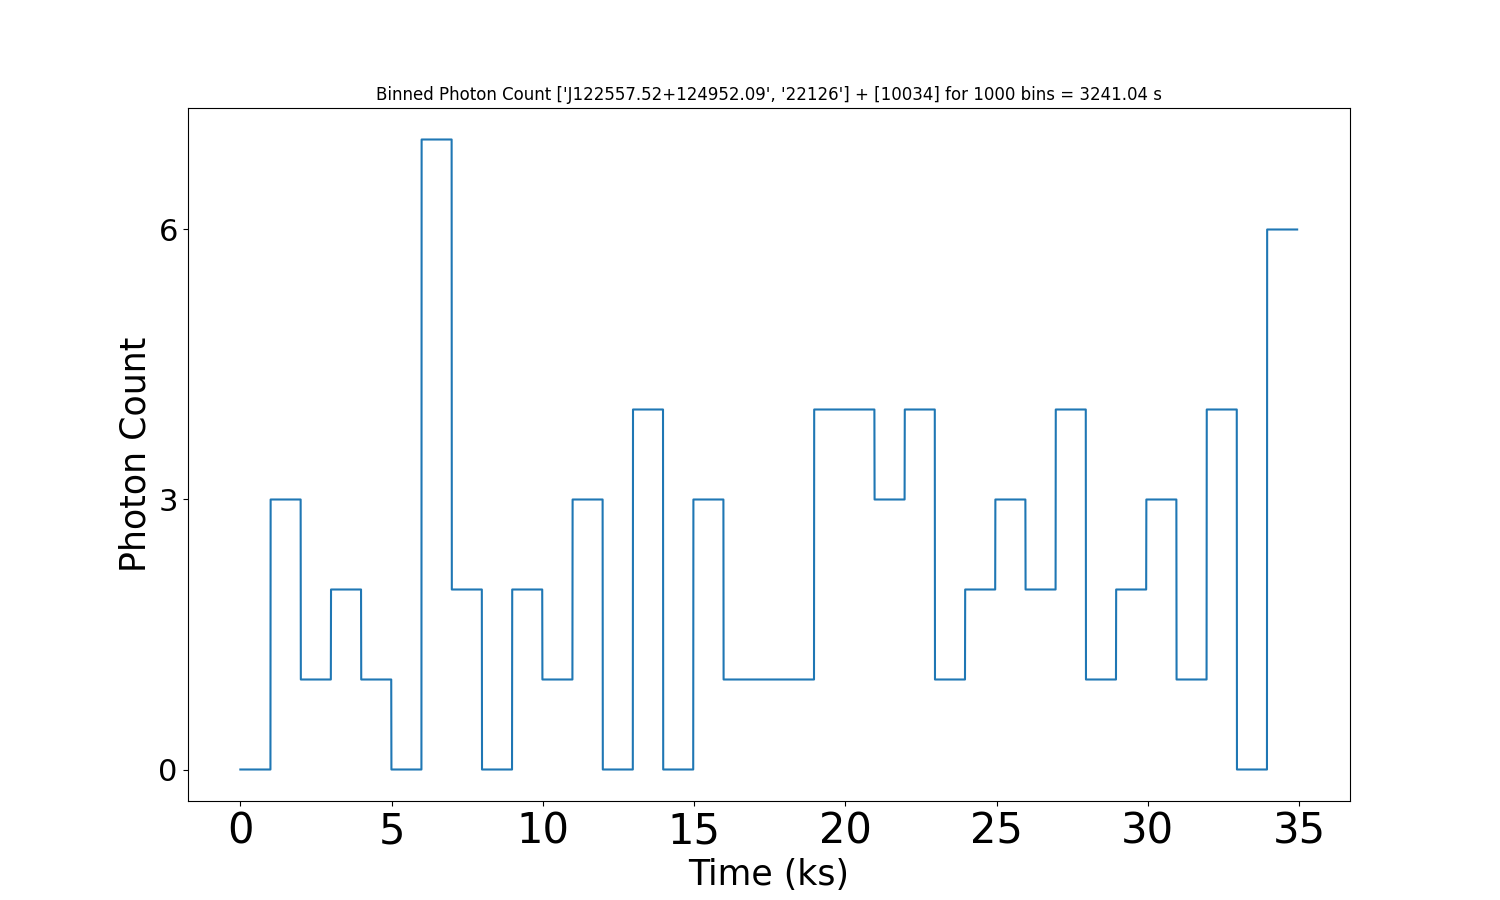 Binned Photon Count ['J122557.52+124952.09', '22126'] + [10034] for 1000 bins = 3241.04 s
6
3
0
Photon Count
0 5 10 15 20 25 30 35
Time (ks)